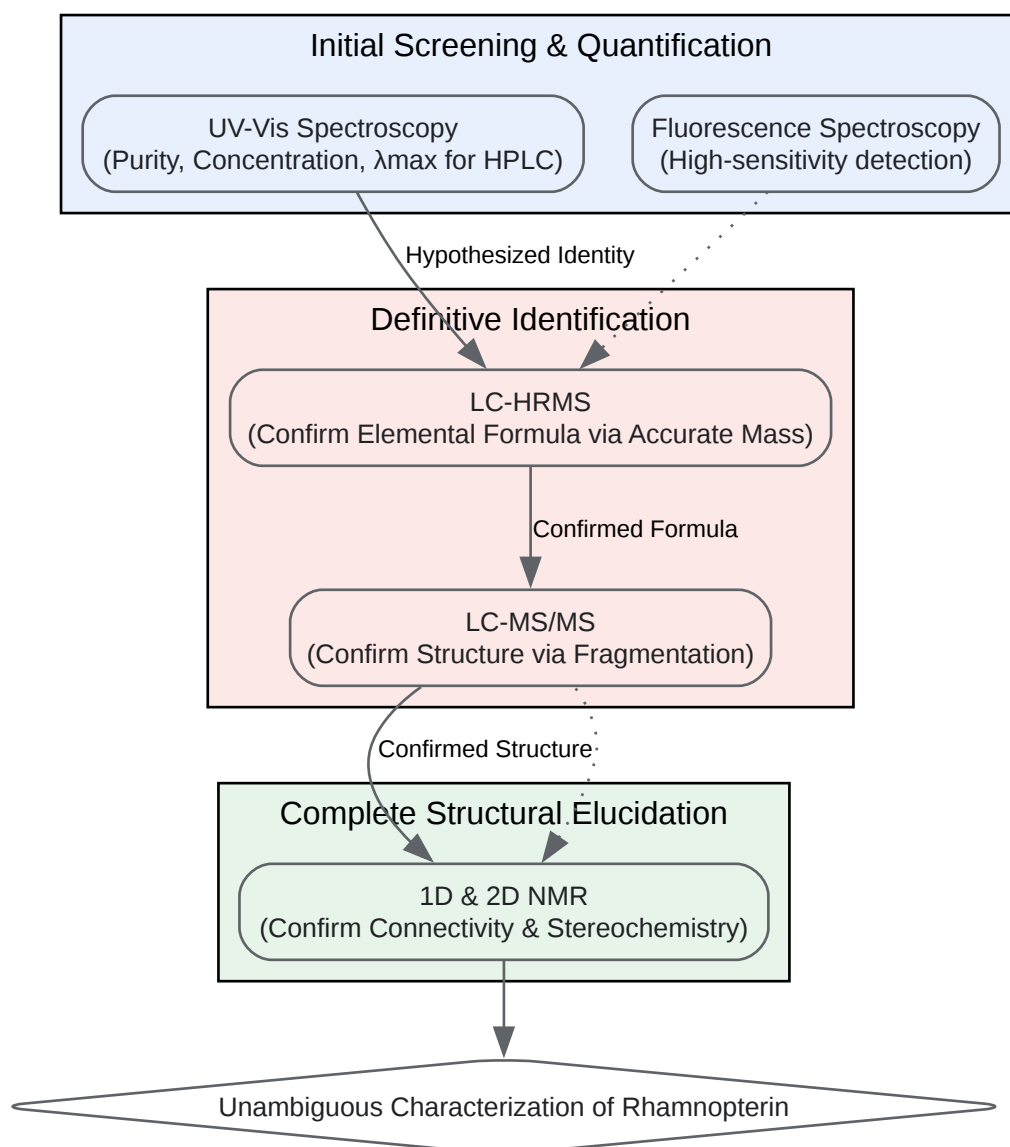 Initial Screening & Quantification
UV-Vis Spectroscopy
(Purity, Concentration, λmax for HPLC)
Fluorescence Spectroscopy
(High-sensitivity detection)
Hypothesized Identity
Definitive Identification
LC-HRMS
(Confirm Elemental Formula via Accurate Mass)
Confirmed Formula
LC-MS/MS
(Confirm Structure via Fragmentation)
Confirmed Structure
Complete Structural Elucidation
1D & 2D NMR
(Confirm Connectivity & Stereochemistry)
Unambiguous Characterization of Rhamnopterin